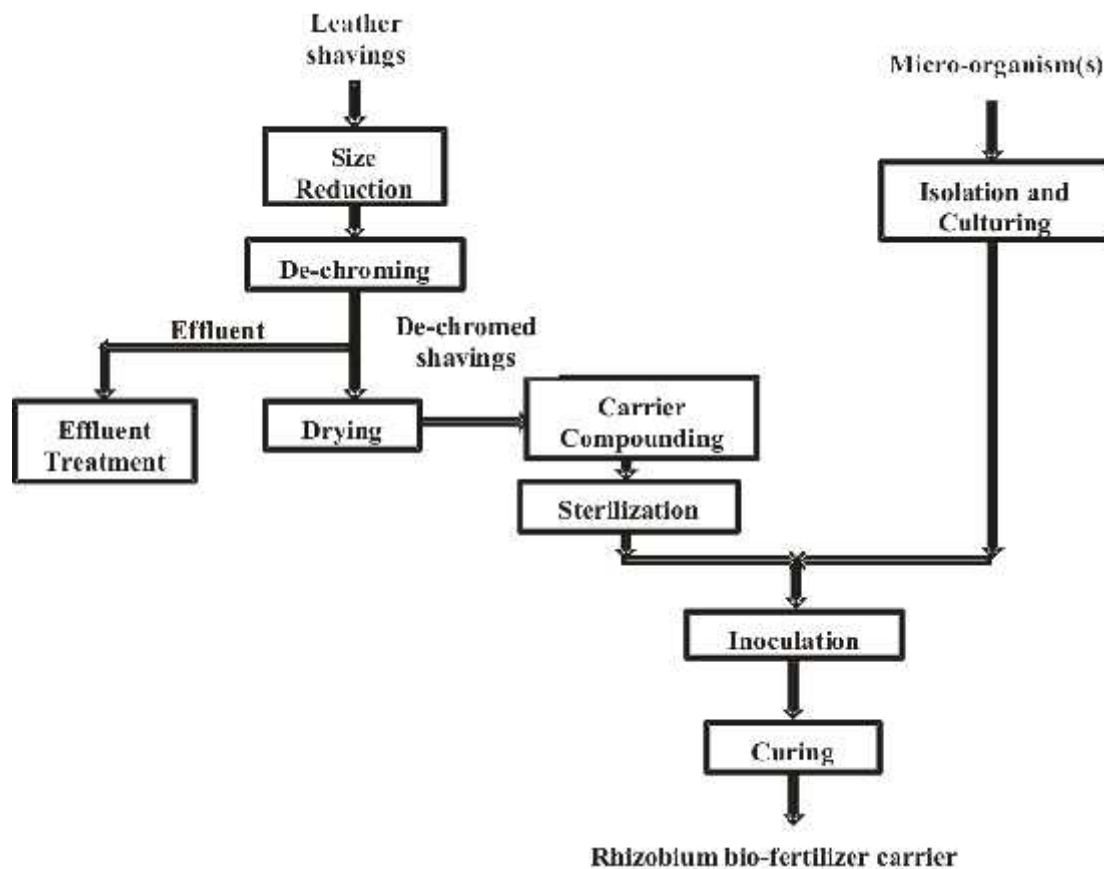 Leather
shavings
Micro-organism(s)
Size
Reduction
Isolation and
Culturing
De-chroming
Effluent
De-chromed
shavings
Effluent
Treatment
Drying
Carrier
Compounding
Sterilization
Inoculation
Curing
Rhizobium bio-fertilizer carrier